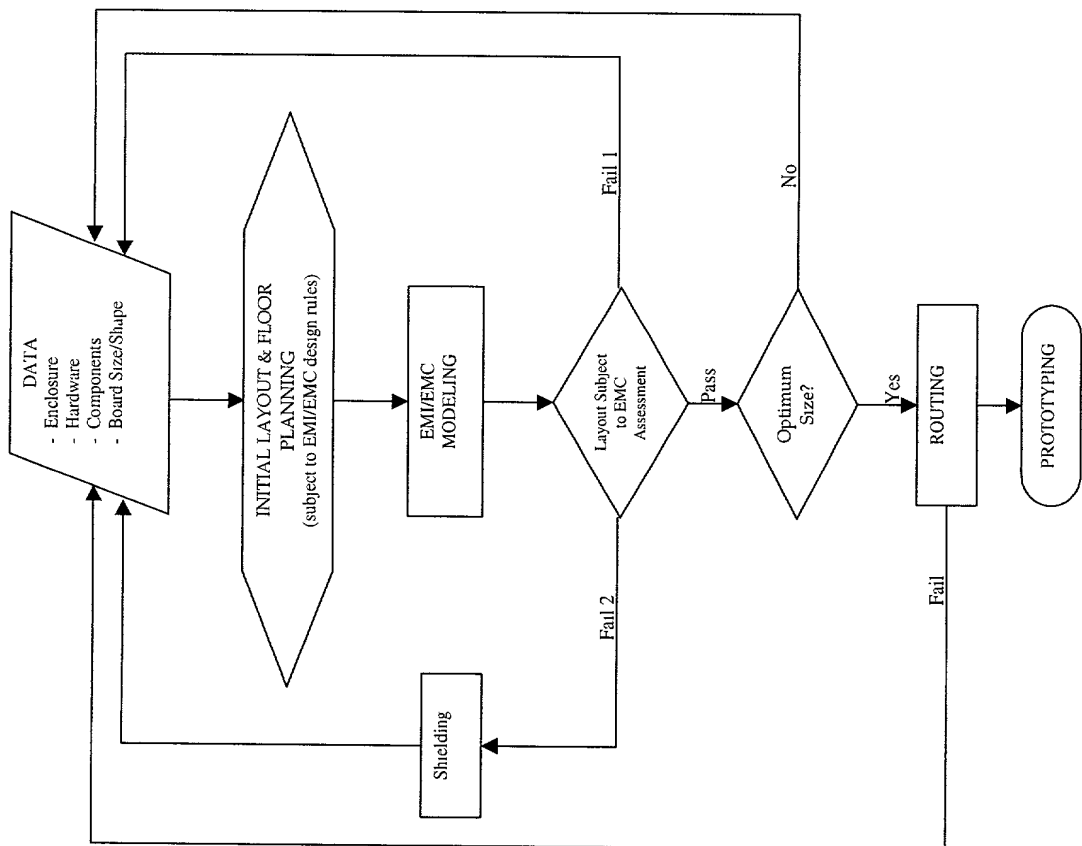 DATA
- Enclosure
- Hardware
- Components
- Board Size/Shape
INITIAL LAYOUT & FLOOR
PLANNING
(subject to EMI/EMC design rules)
EMI/EMC
MODELING
Layout Subject
to EMC
Assessment
Fail 1
Fail 2
Shielding
Pass
Optimum
Size?
No
Yes
ROUTING
Fail
PROTOTYPING